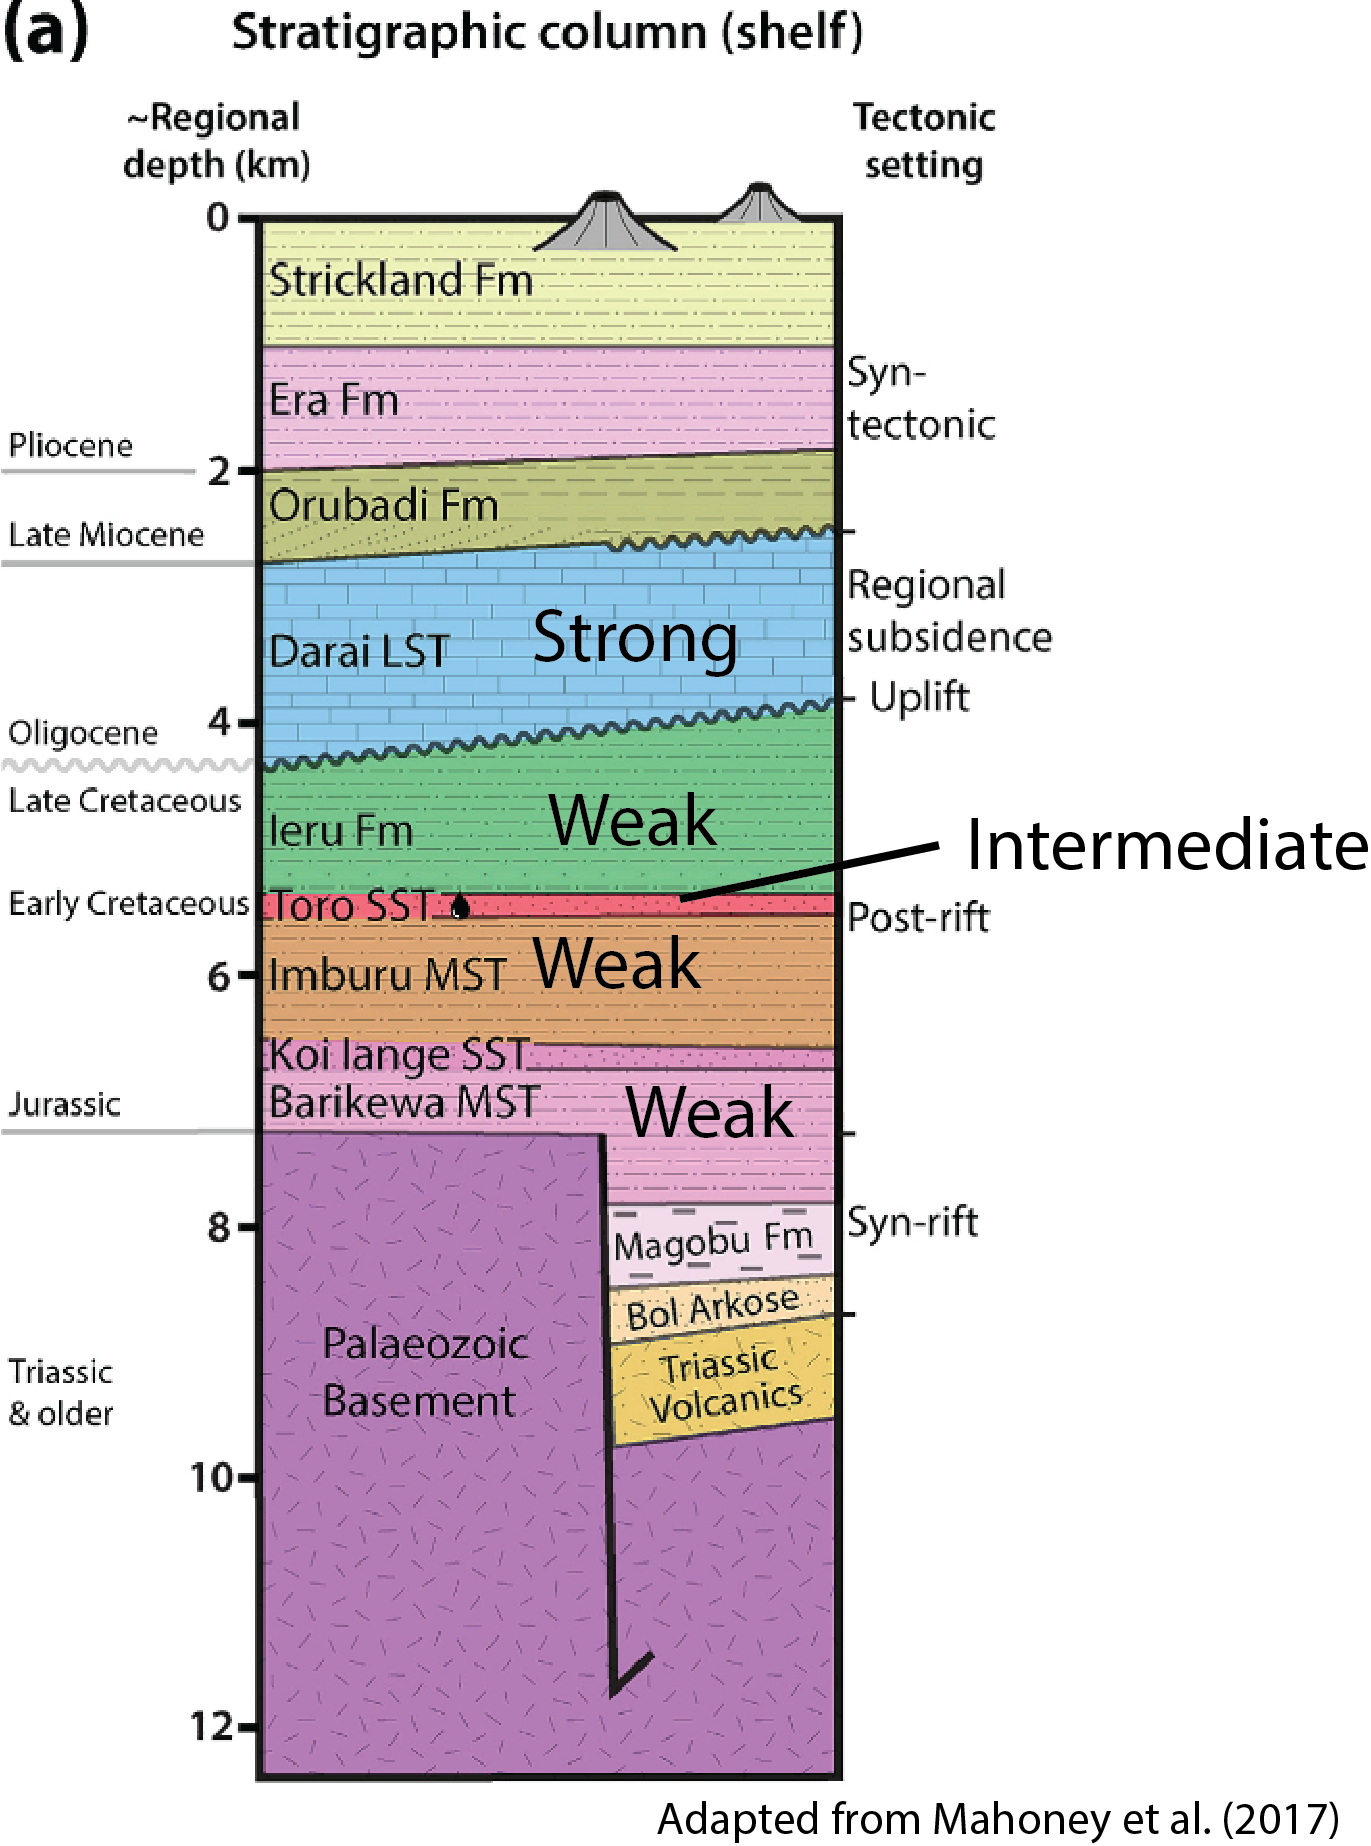 (a)
Stratigraphic column (shelf)
~Regional
depth (km)
Tectonic
setting
0
Strickland Fm
Syn-
tectonic
Era Fm
Pliocene
2
Orubadi Fm
Late Miocene
Regional
subsidence
Strong
Darai LST
Uplift
4
Oligocene
Late Cretaceous
Ieru Fm
Weak
Intermediate
Early Cretaceous
Toro SST
Post-rift
6
Imburu MST
Weak
Koi Iange SST
Jurassic
Barikewa MST
Weak
8
Magobu Fm
Syn-rift
Bol Arkose
Palaeozoic
Basement
Triassic
Volcanics
Triassic
& older
10
12
Adapted from Mahoney et al. (2017)